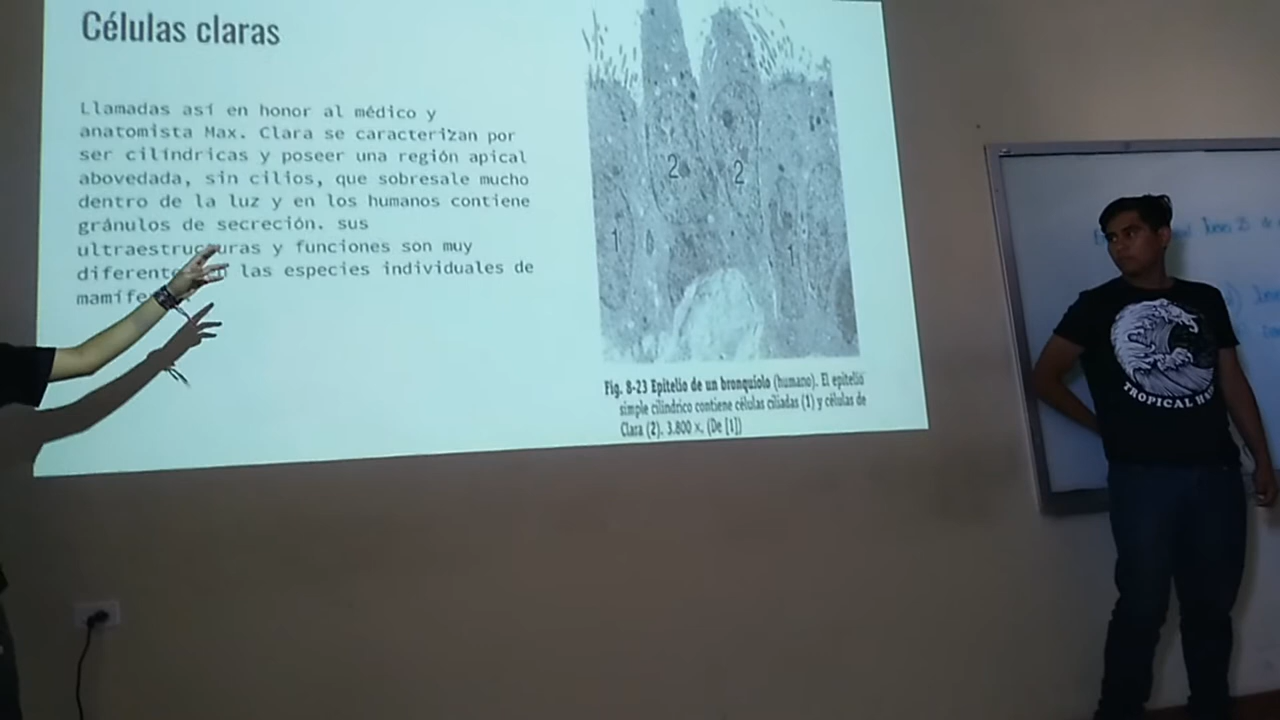 Células claras
Llamadas así en honor al médico y
anatomista Max. Clara se caracterizan por
ser cilíndricas y poseer una región apical
abovedada, sin cilios, que sobresale mucho
dentro de la luz y en los humanos contiene
gránulos de secreción. sus
ultraestructuras y funciones son muy
las especies individuales de
2 2
1 1
Fig. 8-23 Epitelio de un bronquiolo (humano). El epitelio
simple cilíndrico contiene células ciliadas (1) y células de
Clara (2). 3.800 ×. (De [1])
TROPICAL